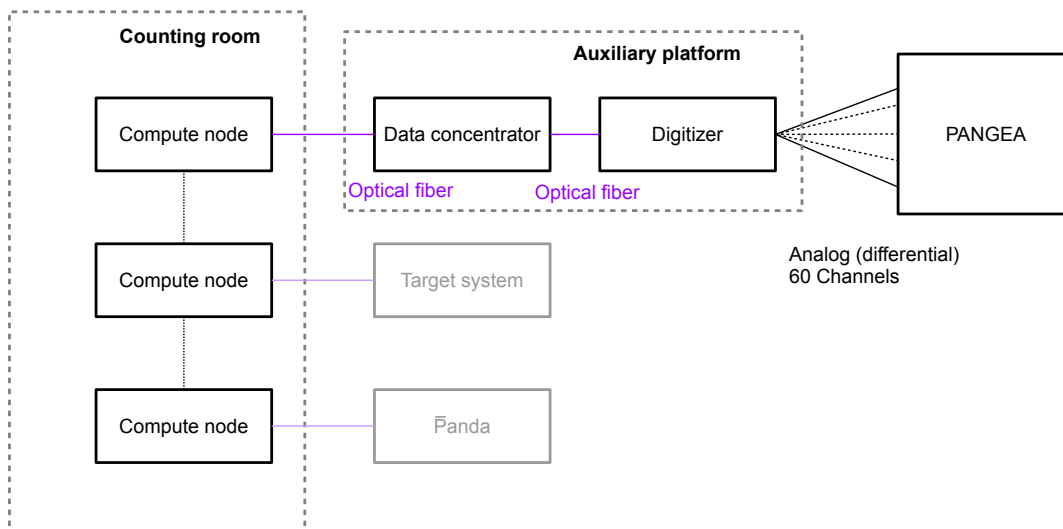 Counting room
Auxiliary platform
Compute node
Data concentrator
Digitizer
PANGEA
Optical fiber
Optical fiber
Analog (differential)
60 Channels
Compute node
Target system
Compute node
P̅anda